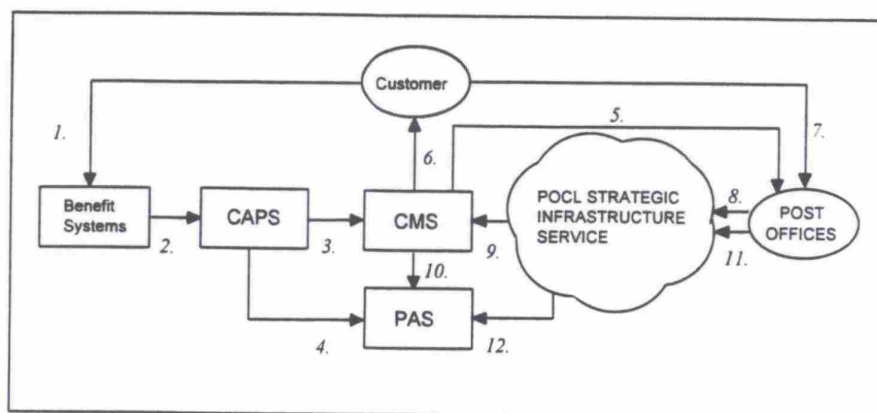 Customer
1.
5.
7.
6.
Benefit
Systems
2.
CAPS
3.
CMS
POCL STRATEGIC
INFRASTRUCTURE
SERVICE
8.
POST
OFFICES
9.
10.
11.
PAS
4.
12.